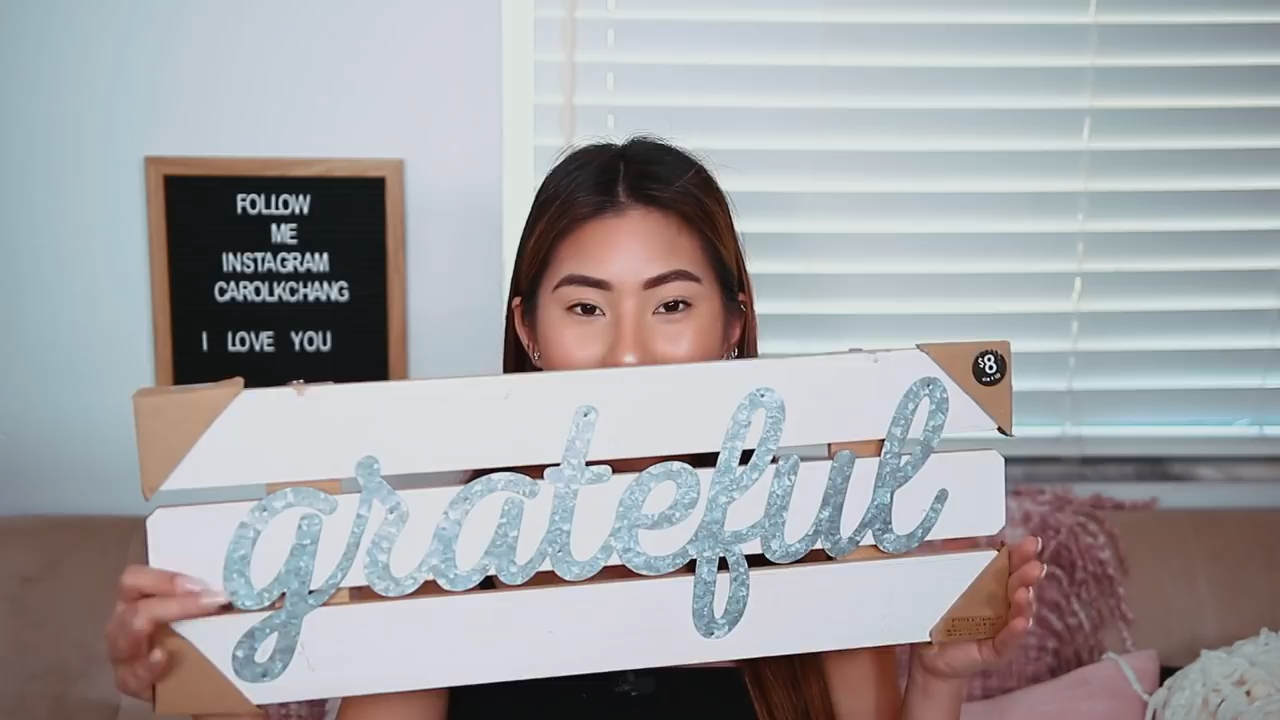 FOLLOW
ME
INSTAGRAM
CAROLKCHANG
I LOVE YOU
$8
grateful